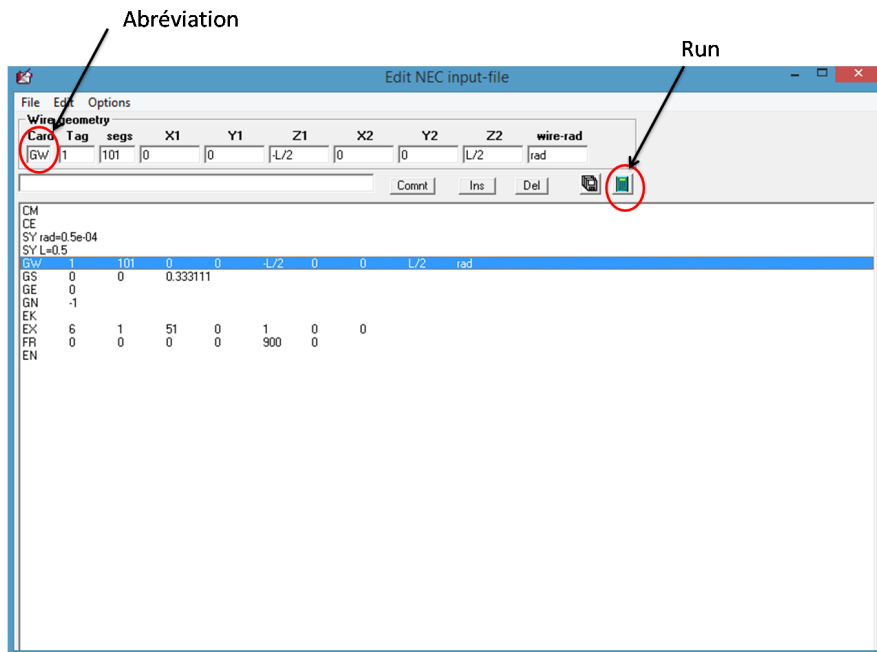 Abréviation
Run
Edit NEC input-file
File Edit Options
Wire geometry
Card Tag segs X1 Y1 Z1 X2 Y2 Z2 wire-rad
GW 1 101 0 0 -L/2 0 0 L/2 rad
Comnt Ins Del
CM
CE
SY rad=0.5e-04
SY L=0.5
GW 1 101 0 0 -L/2 0 0 L/2 rad
GS 0 0 0.333111
GE 0
GN -1
EK
EX 6 1 51 0 1 0 0
FR 0 0 0 0 900 0
EN